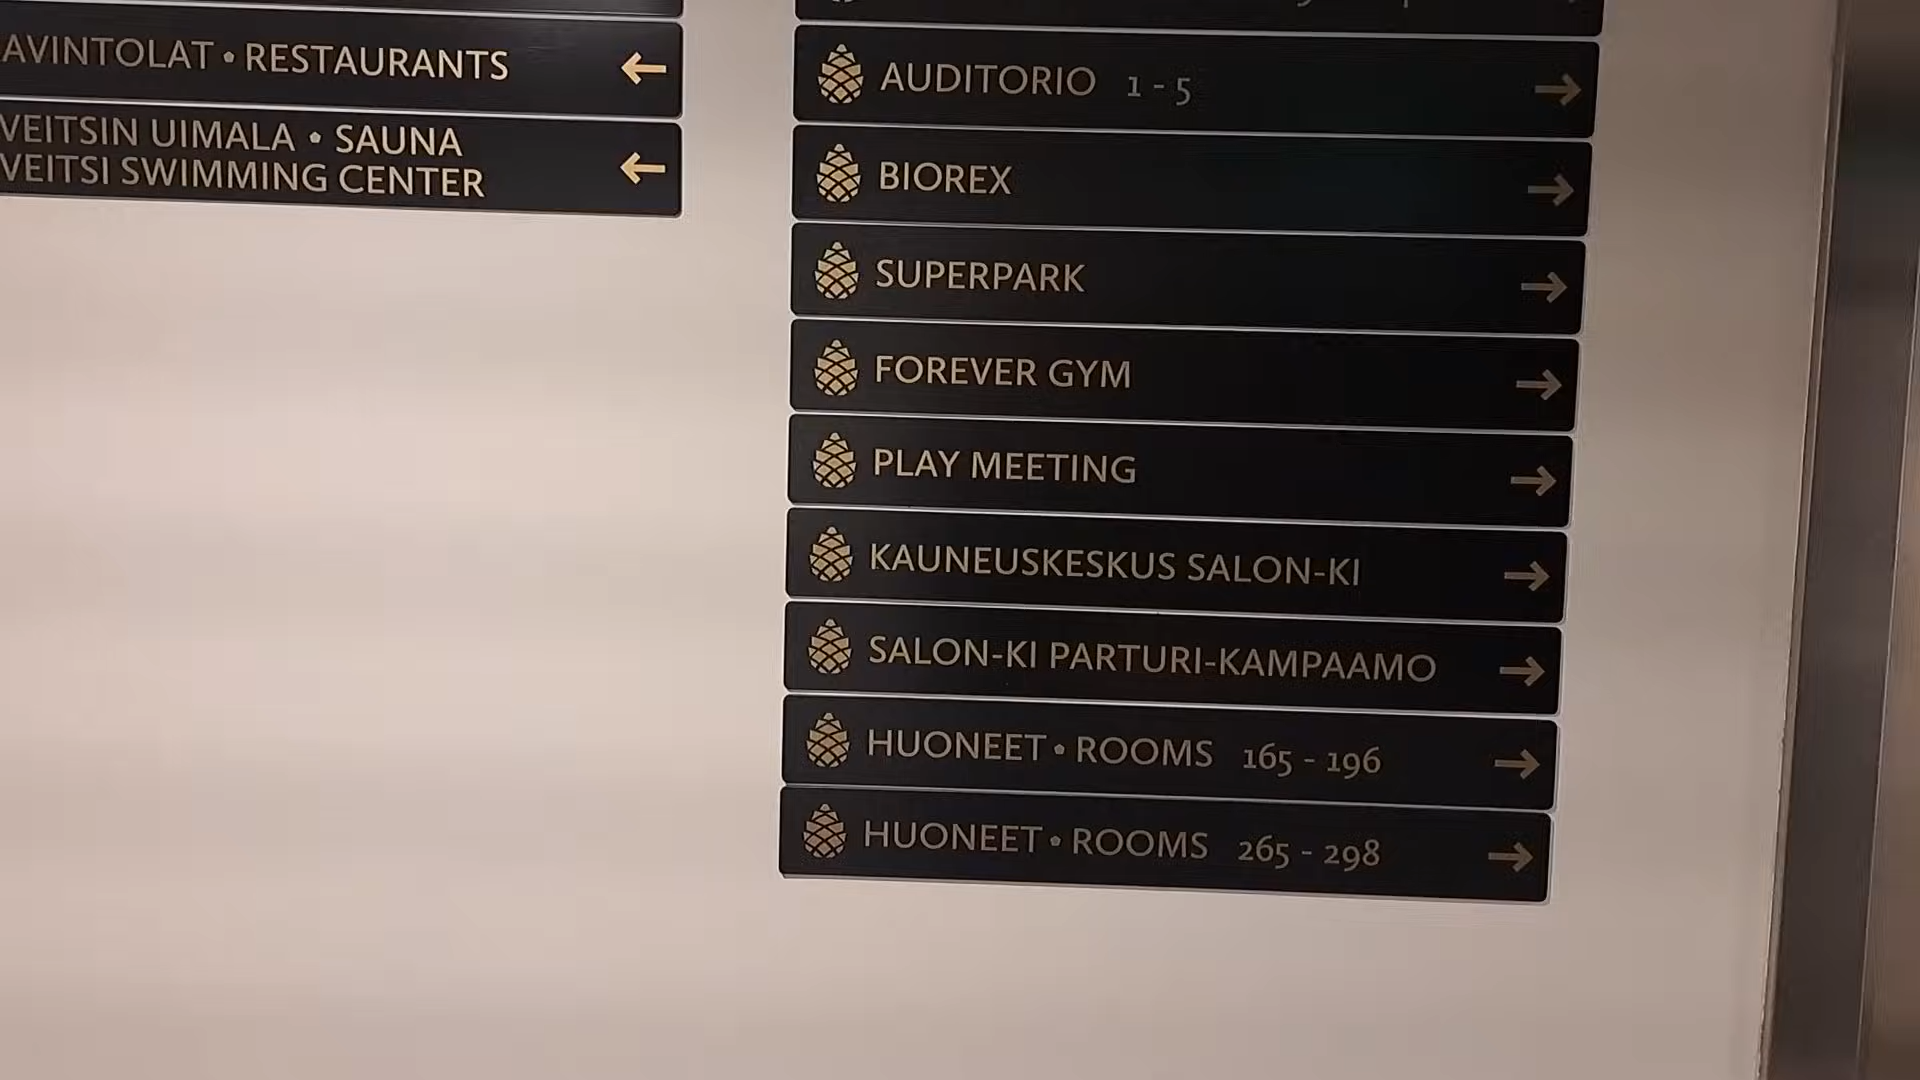 AVINTOLAT • RESTAURANTS
VEITSIN UIMALA • SAUNA
VEITSI SWIMMING CENTER
AUDITORIO 1 - 5
BIOREX
SUPERPARK
FOREVER GYM
PLAY MEETING
KAUNEUSKESKUS SALON-KI
SALON-KI PARTURI-KAMPAAMO
HUONEET • ROOMS 165 - 196
HUONEET • ROOMS 265 - 298